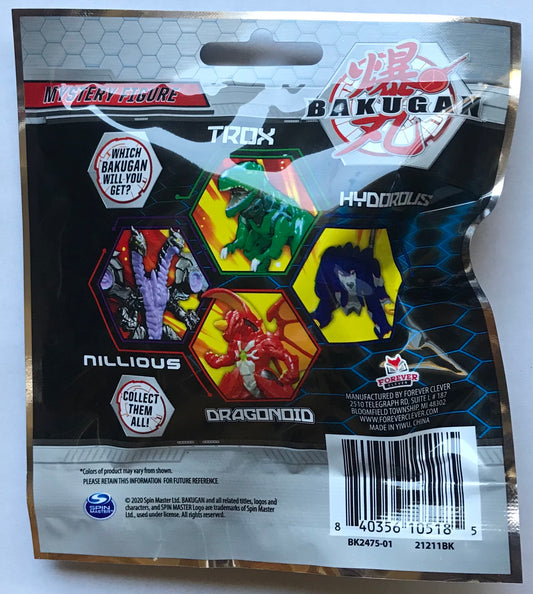 MYSTERY FIGURE
爆丸
BAKUGAN
TROX
WHICH
BAKUGAN
WILL YOU
GET?
HYDOROUS
NILLIOUS
DRAGONOID
COLLECT
THEM
ALL!
FOREVER
CLEVER
MANUFACTURED BY FOREVER CLEVER
2510 TELEGRAPH RD. SUITE L # 187
BLOOMFIELD TOWNSHIP, MI 48302
WWW.FOREVERCLEVER.COM
MADE IN YIWU, CHINA
*Colors of product may vary from shown.
PLEASE RETAIN THIS INFORMATION FOR FUTURE REFERENCE.
SPIN
MASTER
© 2020 Spin Master Ltd. BAKUGAN and all related titles, logos and
characters, and SPIN MASTER Logo are trademarks of Spin Master
Ltd., used under license. All rights reserved.
8 40356 10518 5
BK2475-01 21211BK